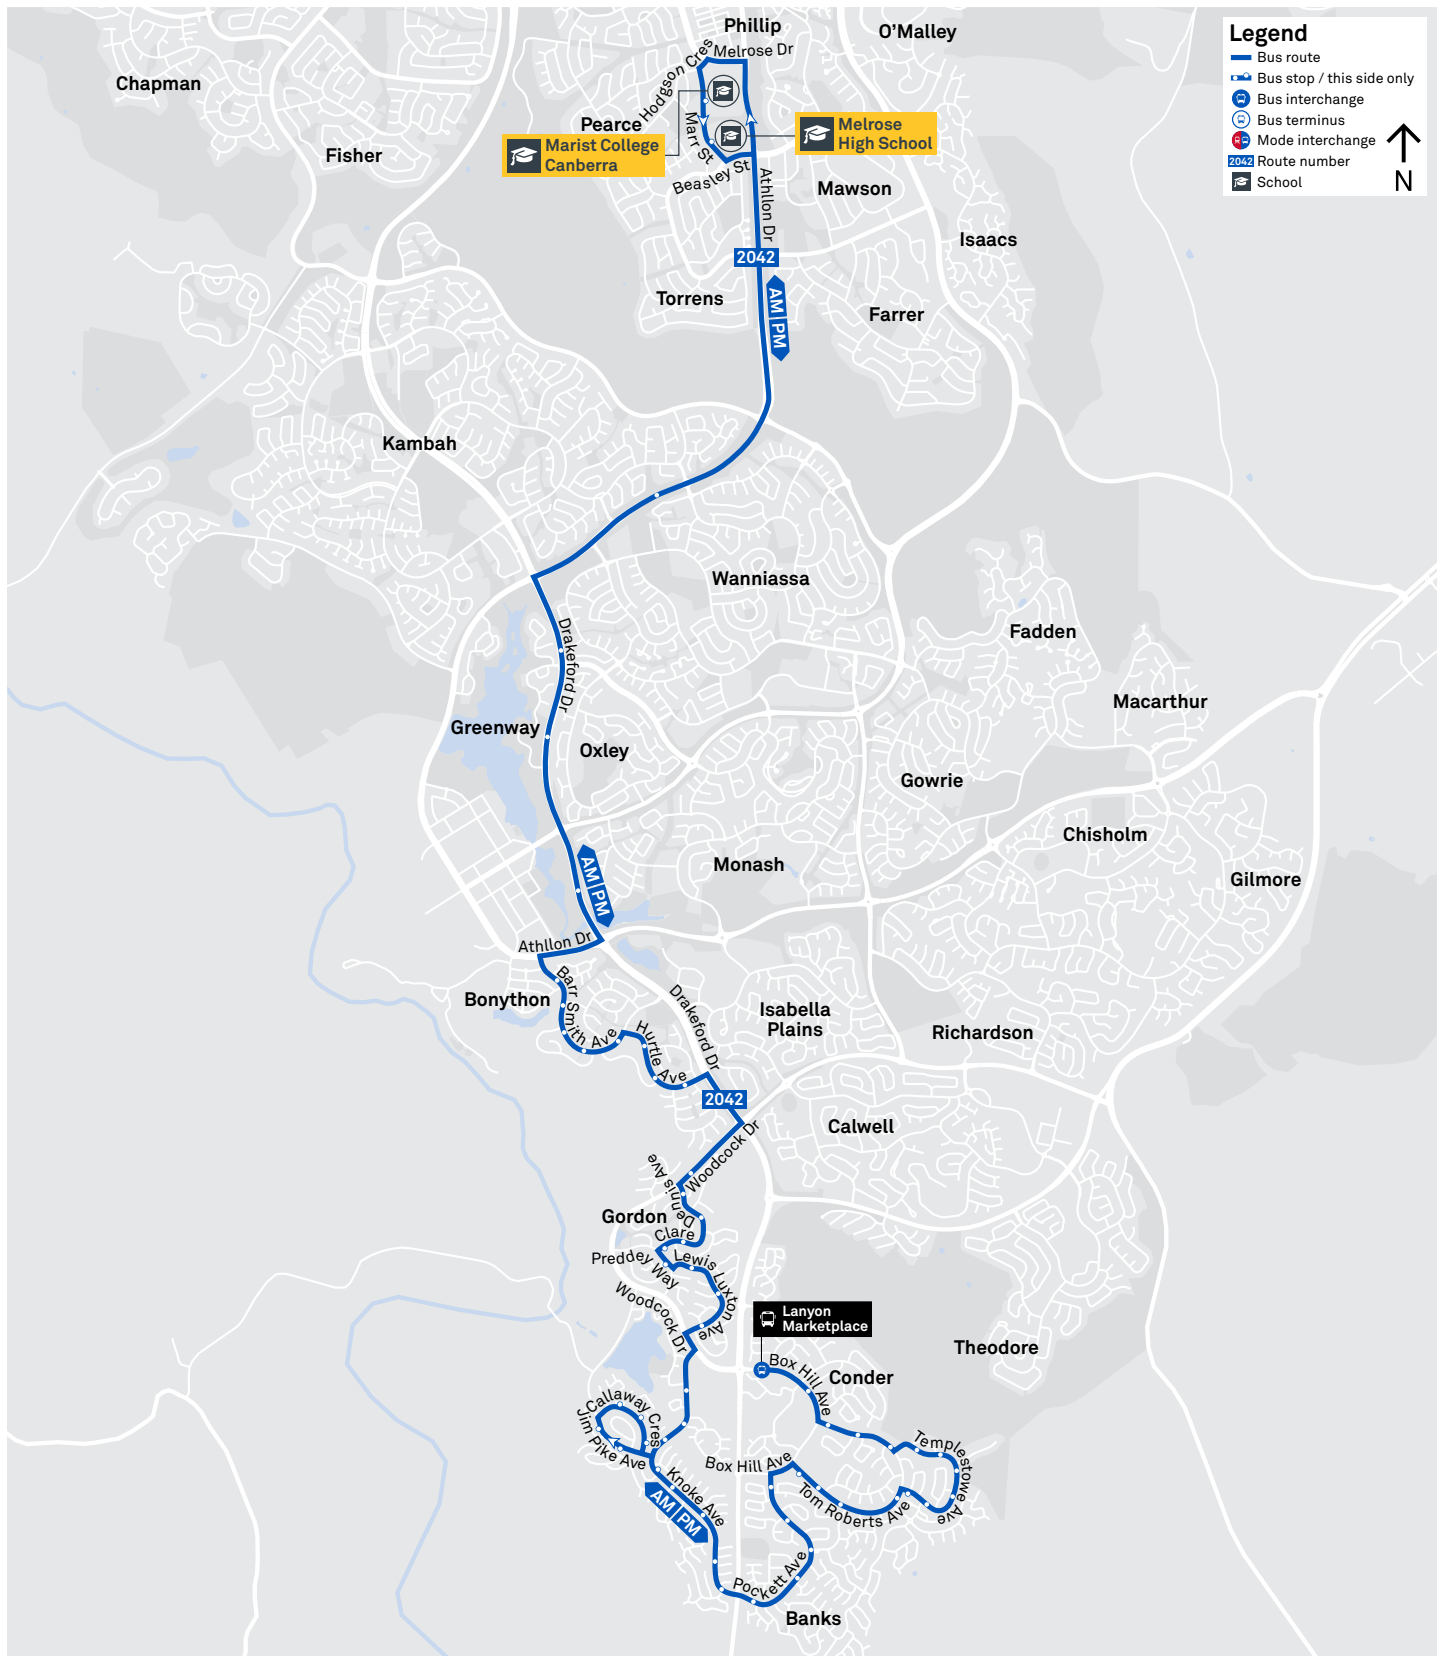 Phillip
O'Malley
Legend
Bus route
Bus stop / this side only
Bus interchange
Bus terminus
Mode interchange
2042 Route number
School
N
Chapman
Melrose Dr
Hodgson Cres
Pearce
Marist College
Canberra
Marr St
Melrose
High School
Fisher
Beasley St
Athllon Dr
Mawson
Isaacs
2042
Torrens
AM | PM
Farrer
Kambah
Wanniassa
Drakeford Dr
Fadden
Macarthur
Greenway
Oxley
Gowrie
Chisholm
Monash
Gilmore
AM | PM
Athllon Dr
Bonython
Barr Smith Ave
Drakeford Dr
Isabella
Plains
Richardson
Hurtle Ave
2042
Calwell
Woodcock Dr
Dennis Ave
Gordon
Clare
Preddey Way
Lewis Luxton Ave
Woodcock Dr
Lanyon
Marketplace
Theodore
Box Hill Ave
Conder
Callaway Cres
Jim Pike Ave
Templestowe Ave
Box Hill Ave
Knoke Ave
Tom Roberts Ave
AM | PM
Pockett Ave
Banks